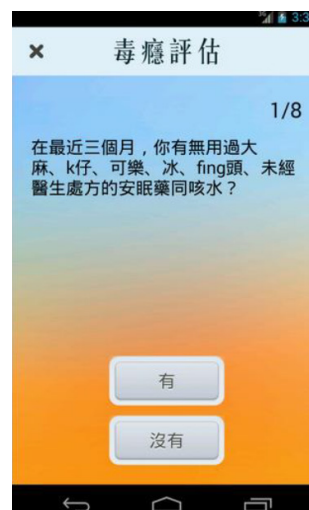 3:3
× 毒癮評估
1/8
在最近三個月，你有無用過大
麻、k仔、可樂、冰、fing頭、未經
醫生處方的安眠藥同咳水？
有
沒有